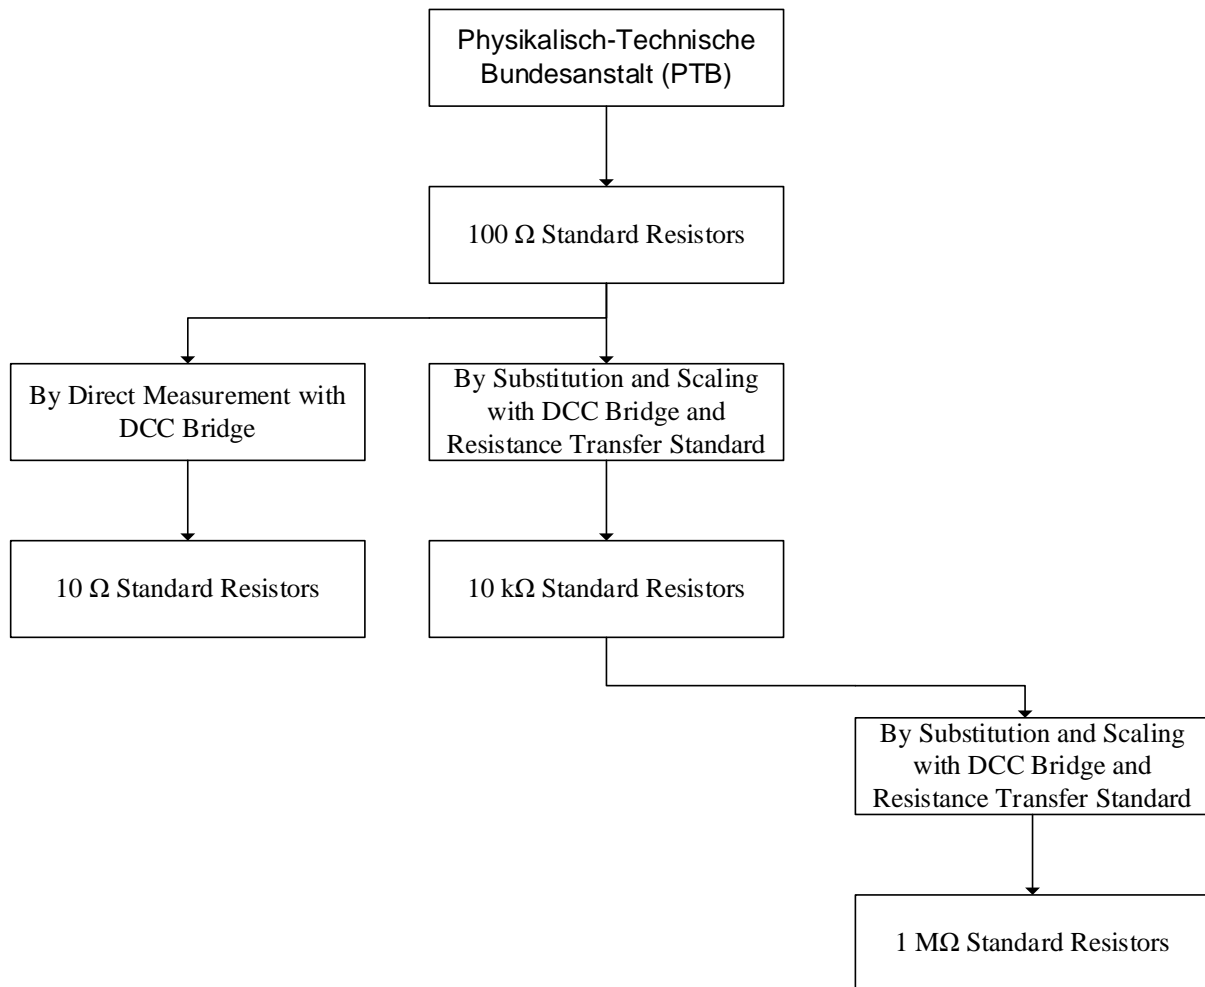 Physikalisch-Technische
Bundesanstalt (PTB)
100 Ω Standard Resistors
By Direct Measurement with
DCC Bridge
By Substitution and Scaling
with DCC Bridge and
Resistance Transfer Standard
10 Ω Standard Resistors
10 kΩ Standard Resistors
By Substitution and Scaling
with DCC Bridge and
Resistance Transfer Standard
1 MΩ Standard Resistors